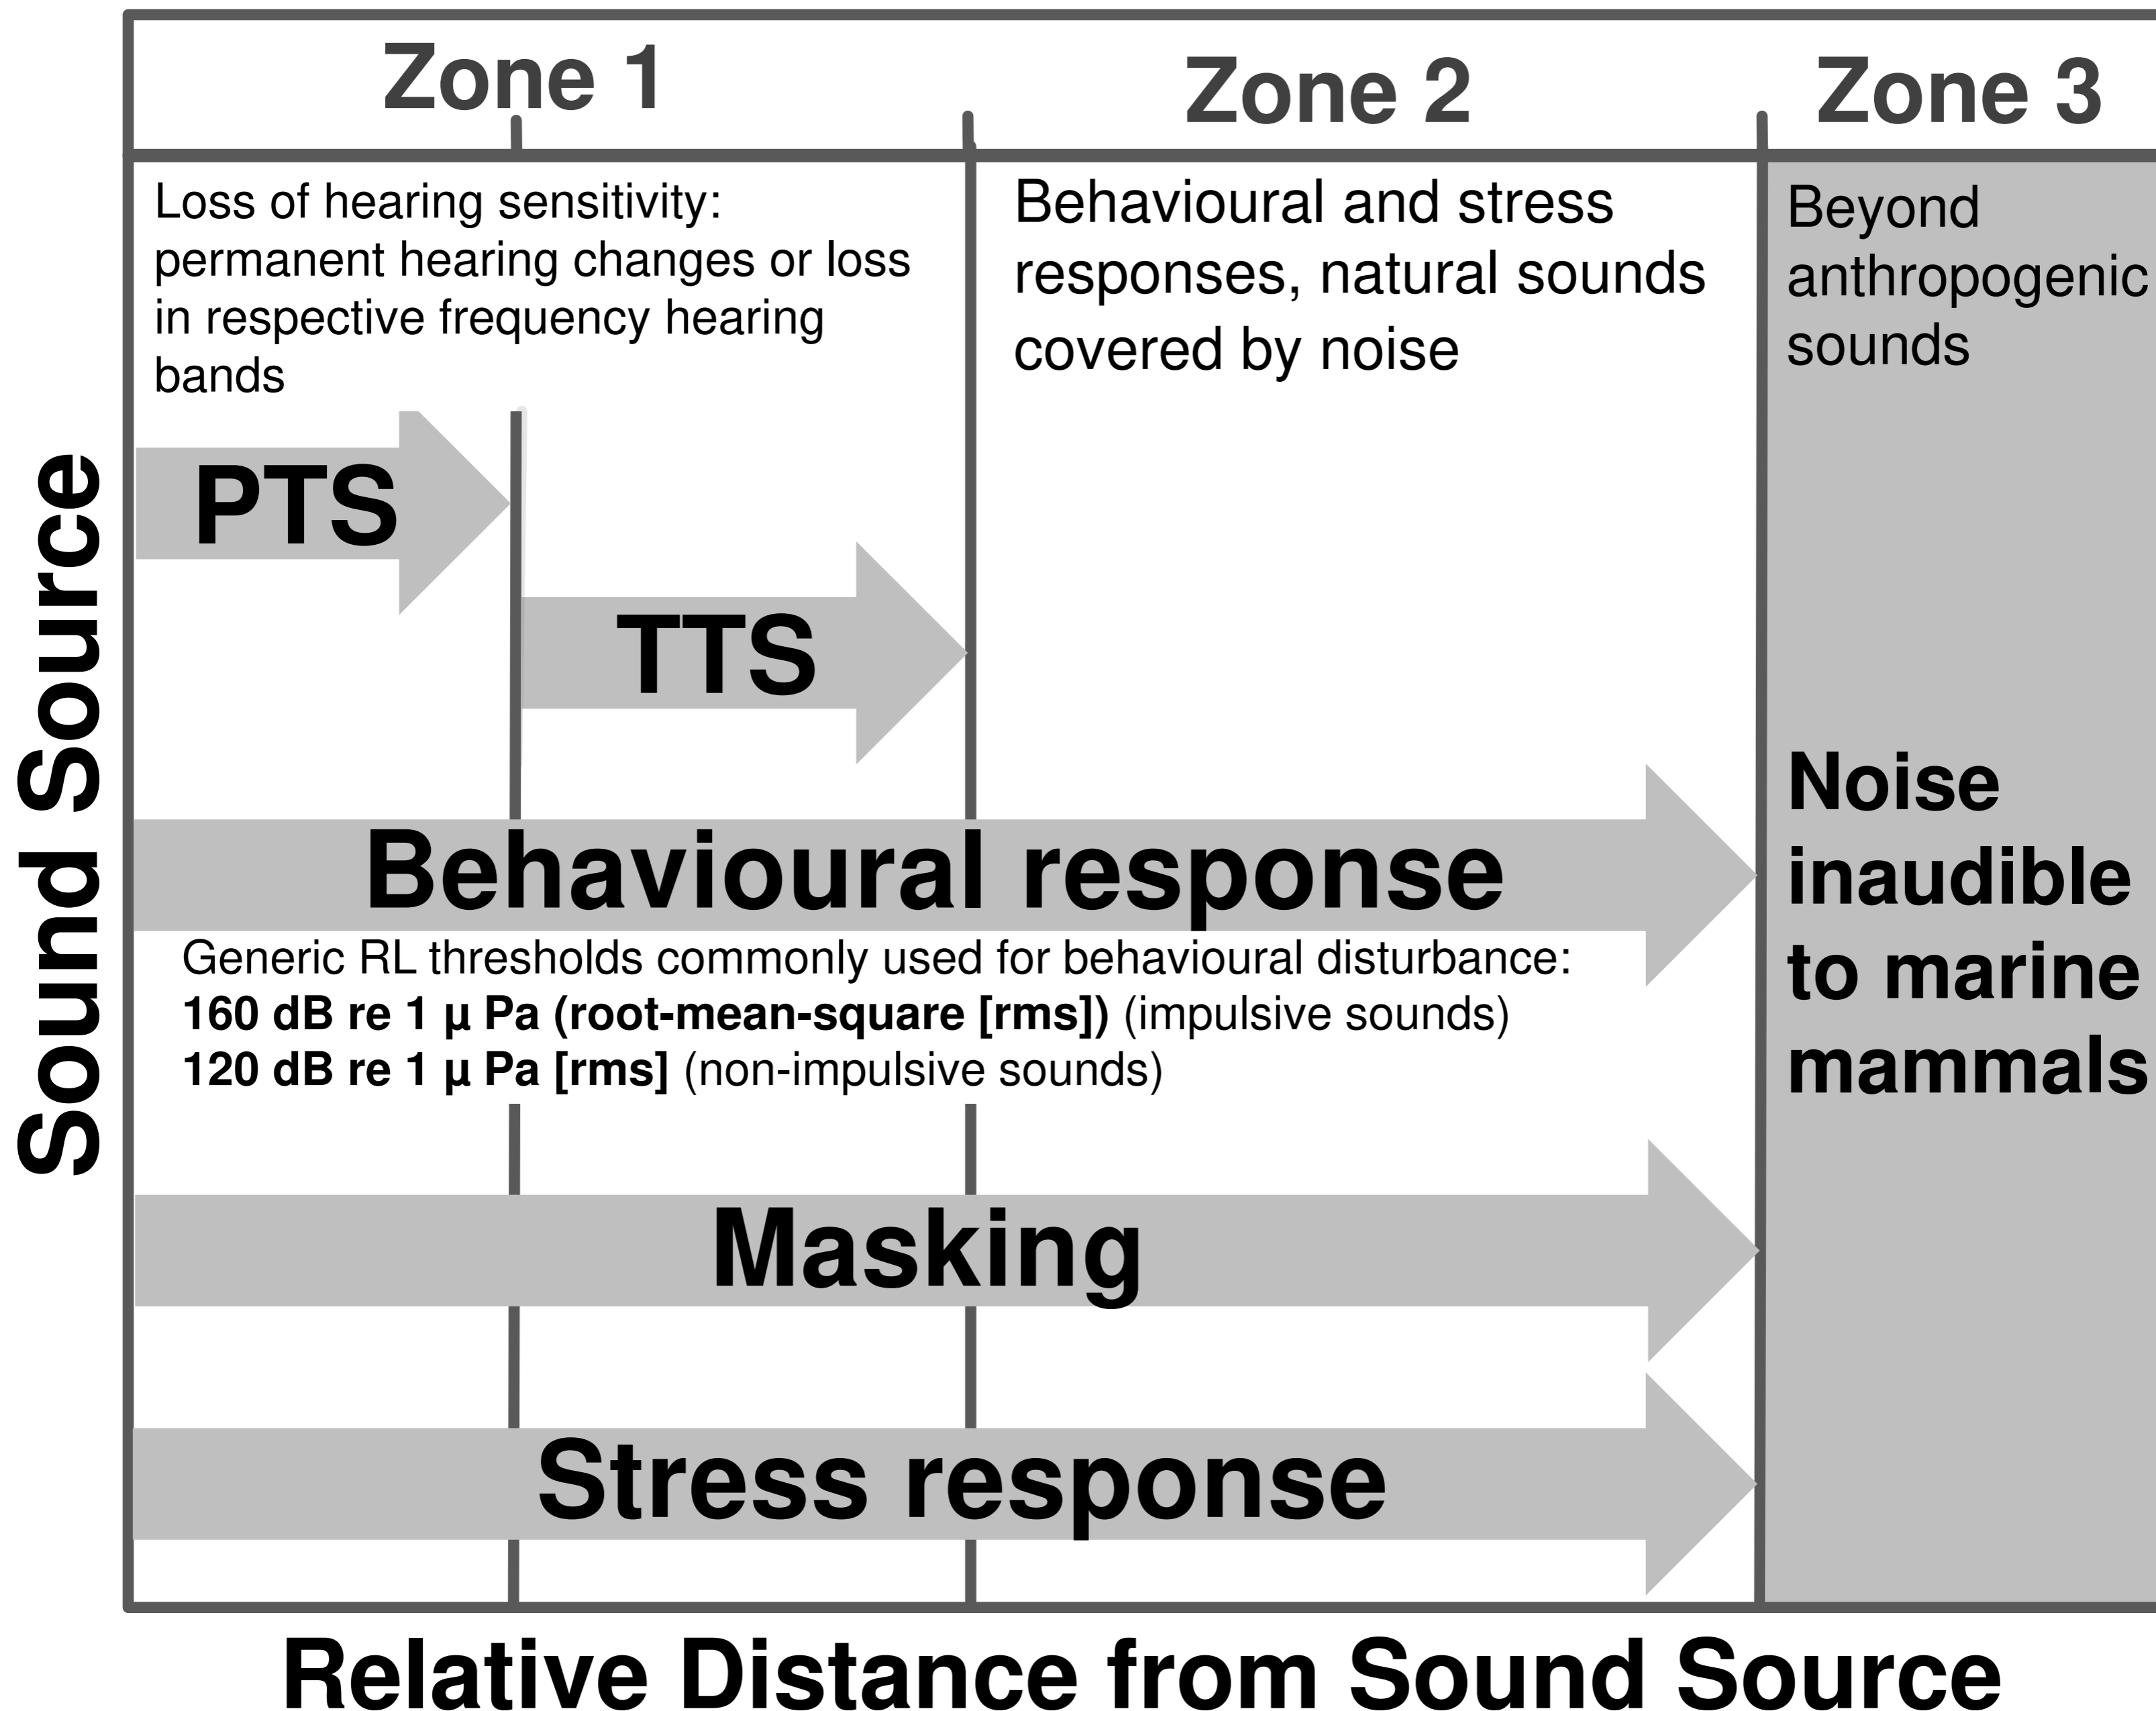 Zone 1
Zone 2
Zone 3
Loss of hearing sensitivity:
permanent hearing changes or loss
in respective frequency hearing
bands
Behavioural and stress
responses, natural sounds
covered by noise
Beyond
anthropogenic
sounds
Sound Source
PTS
TTS
Behavioural response
Generic RL thresholds commonly used for behavioural disturbance:
160 dB re 1 µ Pa (root-mean-square [rms]) (impulsive sounds)
120 dB re 1 µ Pa [rms] (non-impulsive sounds)
Noise
inaudible
to marine
mammals
Masking
Stress response
Relative Distance from Sound Source